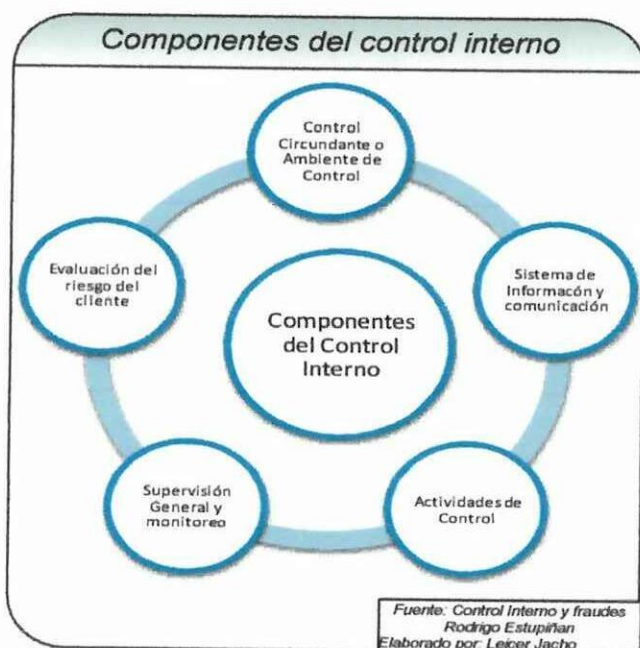 Componentes del control interno
Control
Circundante o
Ambiente de
Control
Evaluación del
riesgo del
cliente
Sistema de
Informacón y
comunicación
Componentes
del Control
Interno
Supervisión
General y
monitoreo
Actividades de
Control
Fuente: Control Interno y fraudes
Rodrigo Estupiñan
Elaborado por: Leicer Jacho